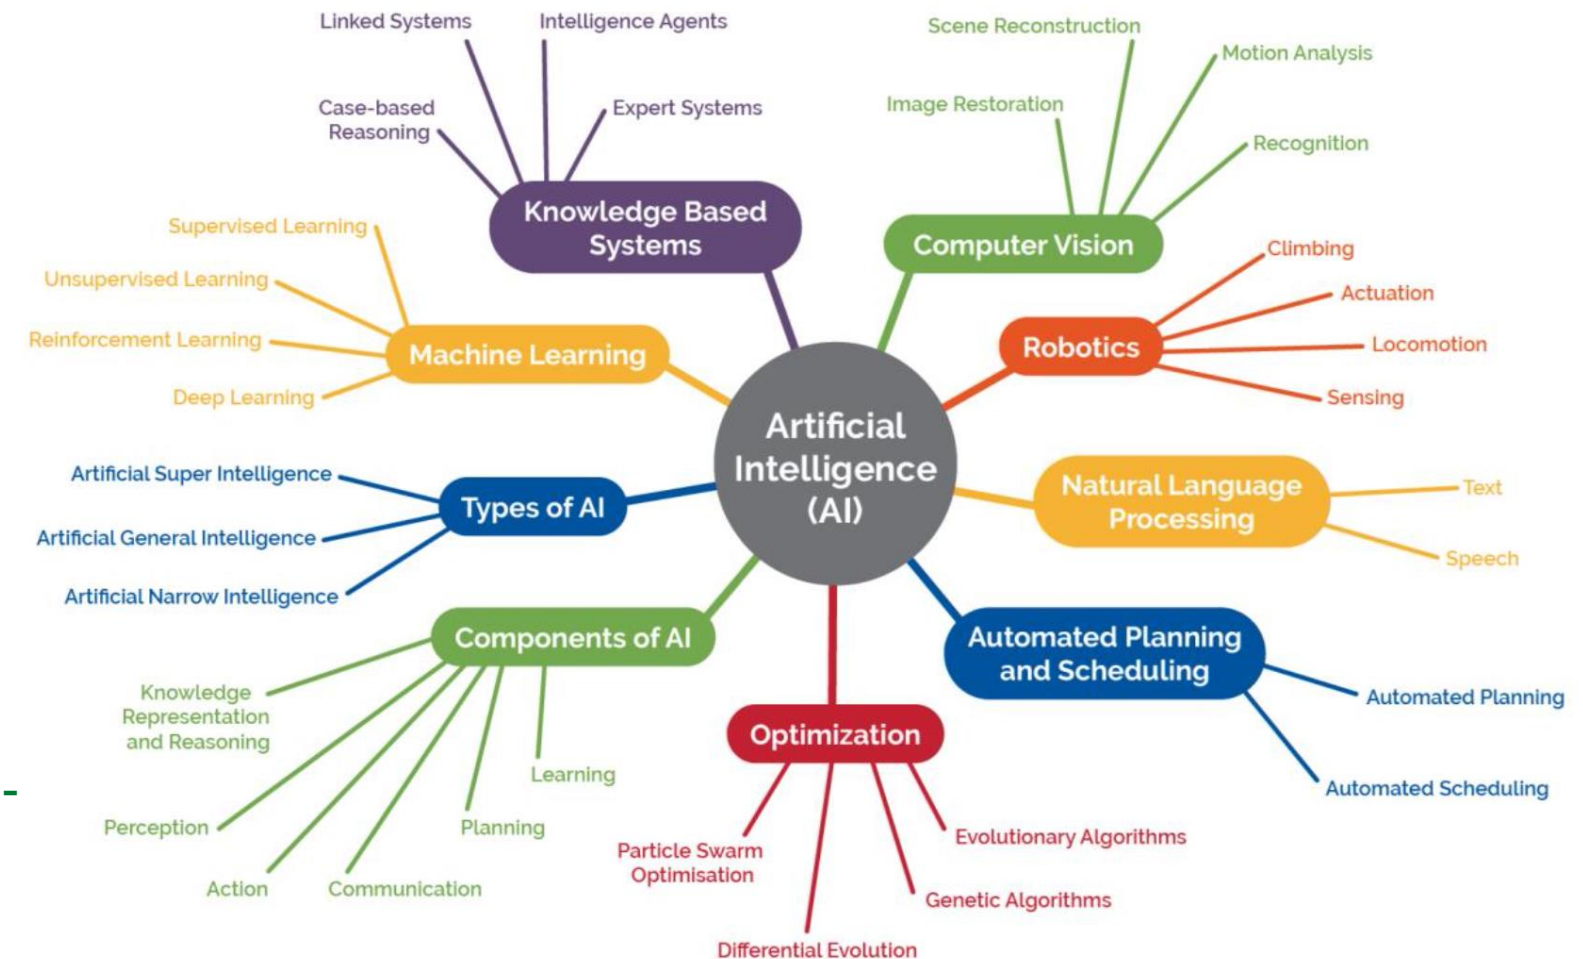 Linked Systems
Intelligence Agents
Case-based
Reasoning
Expert Systems
Knowledge Based
Systems
Scene Reconstruction
Motion Analysis
Image Restoration
Recognition
Computer Vision
Supervised Learning
Unsupervised Learning
Reinforcement Learning
Deep Learning
Machine Learning
Climbing
Actuation
Locomotion
Sensing
Robotics
Artificial
Intelligence
(AI)
Artificial Super Intelligence
Artificial General Intelligence
Artificial Narrow Intelligence
Types of AI
Natural Language
Processing
Text
Speech
Components of AI
Knowledge
Representation
and Reasoning
Perception
Action
Communication
Planning
Learning
Optimization
Particle Swarm
Optimisation
Differential Evolution
Genetic Algorithms
Evolutionary Algorithms
Automated Planning
and Scheduling
Automated Planning
Automated Scheduling
-